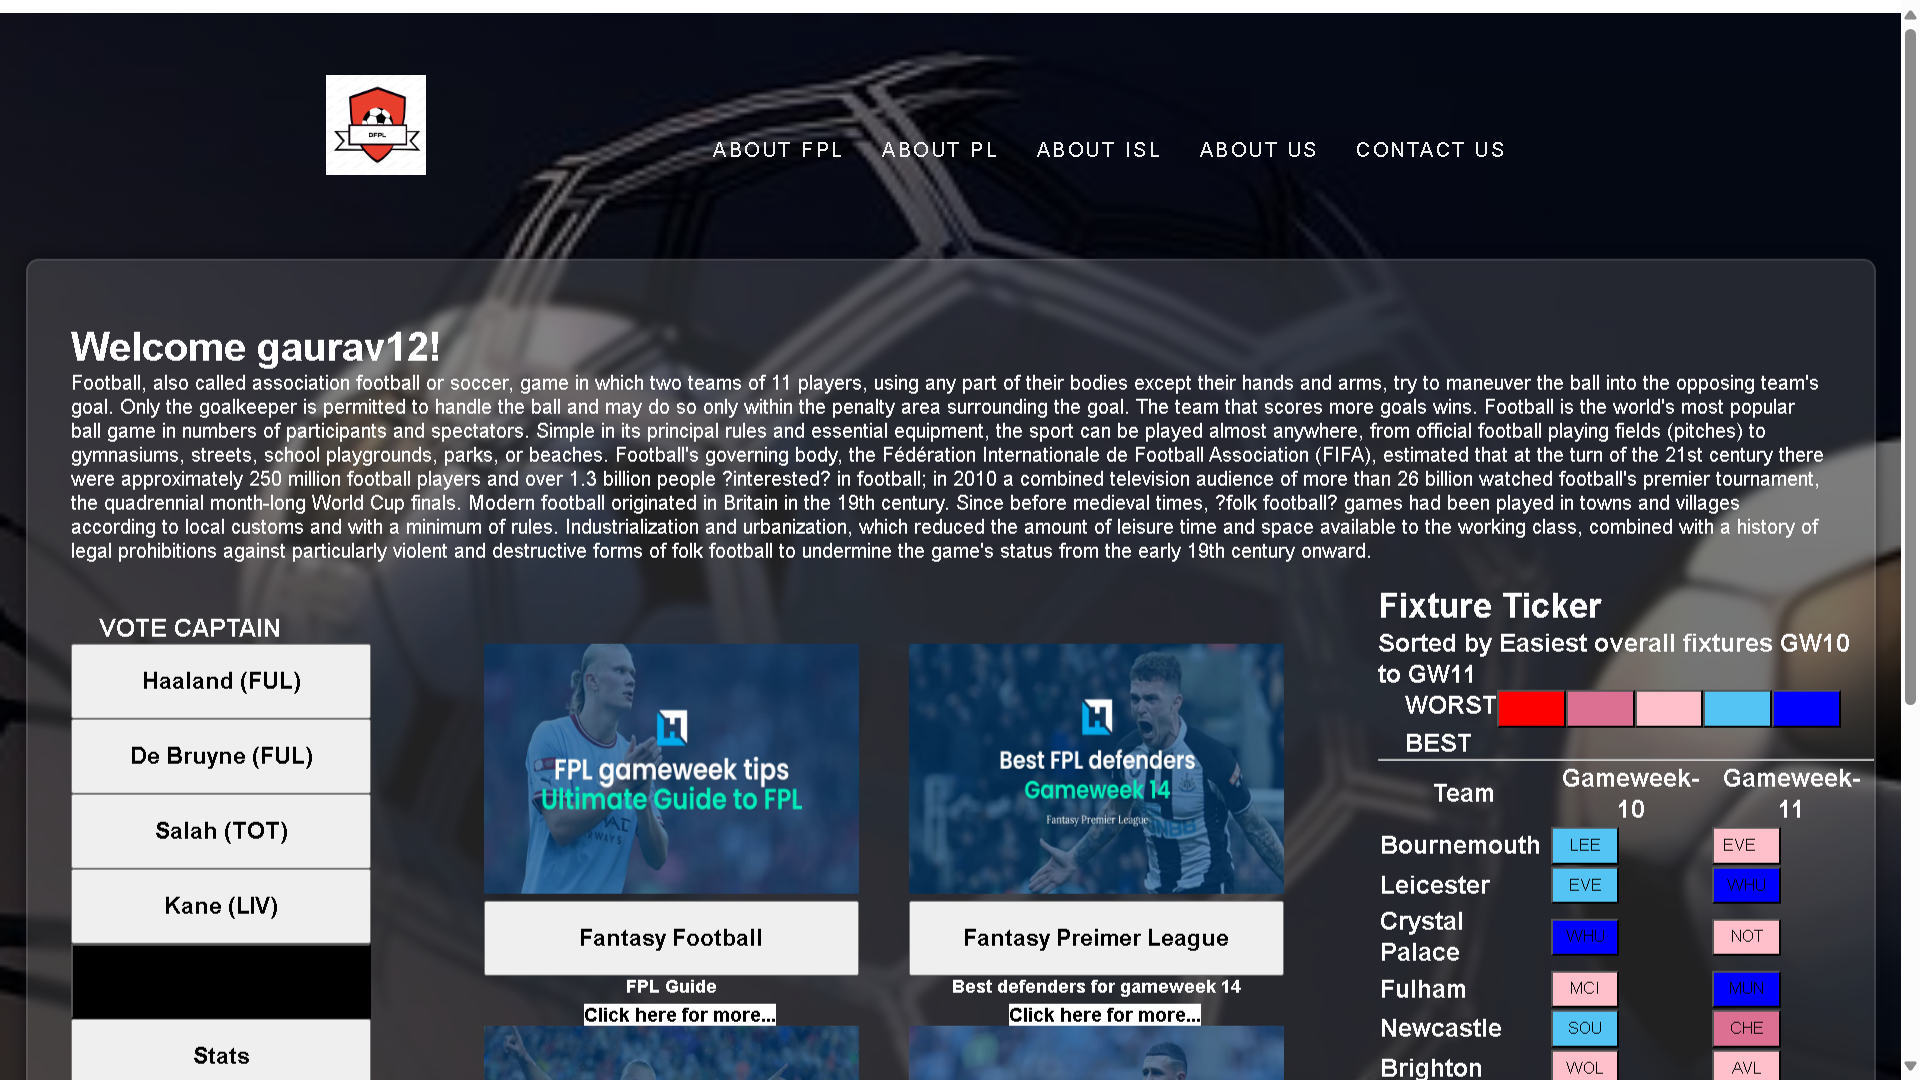 DFPL
ABOUT FPL
ABOUT PL
ABOUT ISL
ABOUT US
CONTACT US
Welcome gaurav12!
Football, also called association football or soccer, game in which two teams of 11 players, using any part of their bodies except their hands and arms, try to maneuver the ball into the opposing team's
goal. Only the goalkeeper is permitted to handle the ball and may do so only within the penalty area surrounding the goal. The team that scores more goals wins. Football is the world's most popular
ball game in numbers of participants and spectators. Simple in its principal rules and essential equipment, the sport can be played almost anywhere, from official football playing fields (pitches) to
gymnasiums, streets, school playgrounds, parks, or beaches. Football's governing body, the Fédération Internationale de Football Association (FIFA), estimated that at the turn of the 21st century there
were approximately 250 million football players and over 1.3 billion people ?interested? in football; in 2010 a combined television audience of more than 26 billion watched football's premier tournament,
the quadrennial month-long World Cup finals. Modern football originated in Britain in the 19th century. Since before medieval times, ?folk football? games had been played in towns and villages
according to local customs and with a minimum of rules. Industrialization and urbanization, which reduced the amount of leisure time and space available to the working class, combined with a history of
legal prohibitions against particularly violent and destructive forms of folk football to undermine the game's status from the early 19th century onward.
VOTE CAPTAIN
Haaland (FUL)
De Bruyne (FUL)
Salah (TOT)
Kane (LIV)
Stats
FPL gameweek tips
Ultimate Guide to FPL
Fantasy Football
FPL Guide
Click here for more...
Best FPL defenders
Gameweek 14
Fantasy Premier League
Fantasy Preimer League
Best defenders for gameweek 14
Click here for more...
Fixture Ticker
Sorted by Easiest overall fixtures GW10
to GW11
WORST
BEST
Team Gameweek-10 Gameweek-11
Bournemouth LEE EVE
Leicester EVE WHU
Crystal Palace WHU NOT
Fulham MCI MUN
Newcastle SOU CHE
Brighton WOL AVL